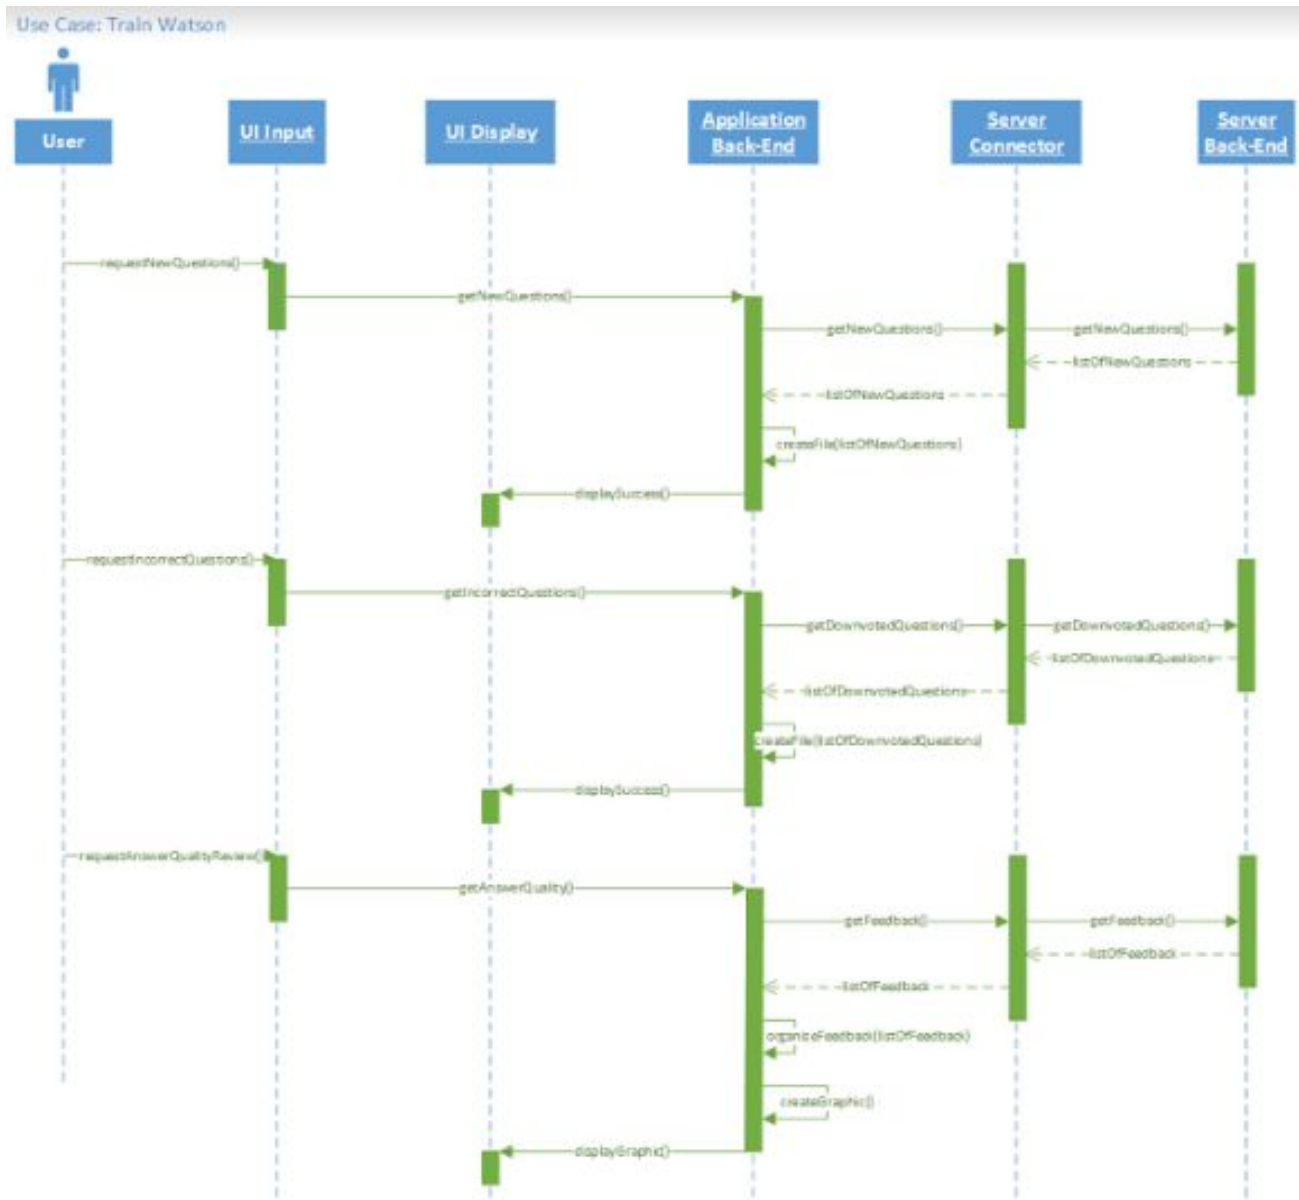 Use Case: Train Watson
User
UI Input
UI Display
Application
Back-End
Server
Connector
Server
Back-End
requestNewQuestions()
getNewQuestions()
getNewQuestions()
getNewQuestions()
listOfNewQuestions
listOfNewQuestions
createFile(listOfNewQuestions)
displaySuccess()
requestIncorrectQuestions()
getIncorrectQuestions()
getDownvotedQuestions()
getDownvotedQuestions()
listOfDownvotedQuestions
listOfDownvotedQuestions
createFile(listOfDownvotedQuestions)
displaySuccess()
requestAnswerQualityReview()
getAnswerQuality()
getFeedback()
getFeedback()
listOfFeedback
listOfFeedback
organiseFeedback(listOfFeedback)
createGraphic()
displayGraphic()